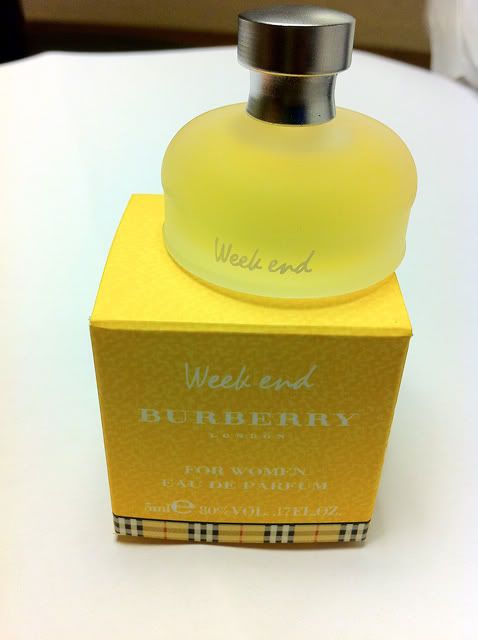 Week end
Week end
BURBERRY
LONDON
FOR WOMEN
EAU DE PARFUM
5ml e 80% VOL. .17FL.OZ.